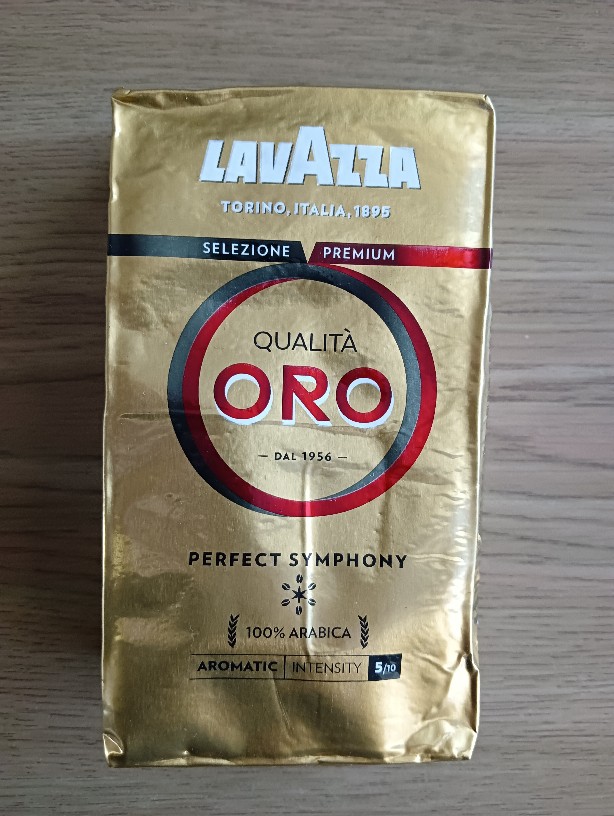 LAVAZZA
TORINO, ITALIA, 1895
SELEZIONE PREMIUM
QUALITÀ
ORO
— DAL 1956 —
PERFECT SYMPHONY
100% ARABICA
AROMATIC | INTENSITY 5/10